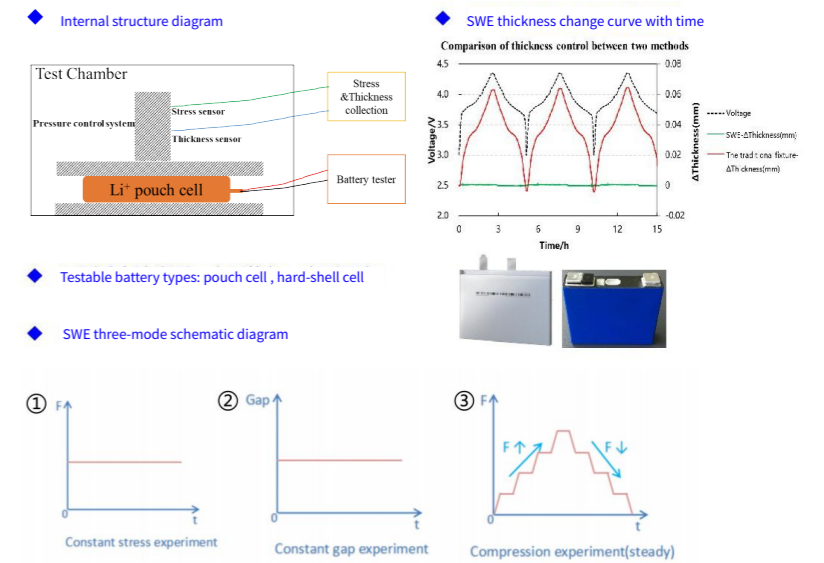 Internal structure diagram
SWE thickness change curve with time
Test Chamber
Pressure control system
Stress sensor
Thickness sensor
Li⁺ pouch cell
Stress
&Thickness
collection
Battery tester
Comparison of thickness control between two methods
4.5
4.0
3.5
3.0
2.5
2.0
Voltage/V
0.08
0.06
0.04
0.02
0
-0.02
ΔThickness(mm)
0
3
6
9
12
15
Time/h
Voltage
SWE-ΔThickness(mm)
The traditional fixture-
ΔTh ckness(mm)
Testable battery types: pouch cell , hard-shell cell
SWE three-mode schematic diagram
①
F
0
t
Constant stress experiment
②
Gap
0
t
Constant gap experiment
③
F
F↑
F↓
0
t
Compression experiment(steady)